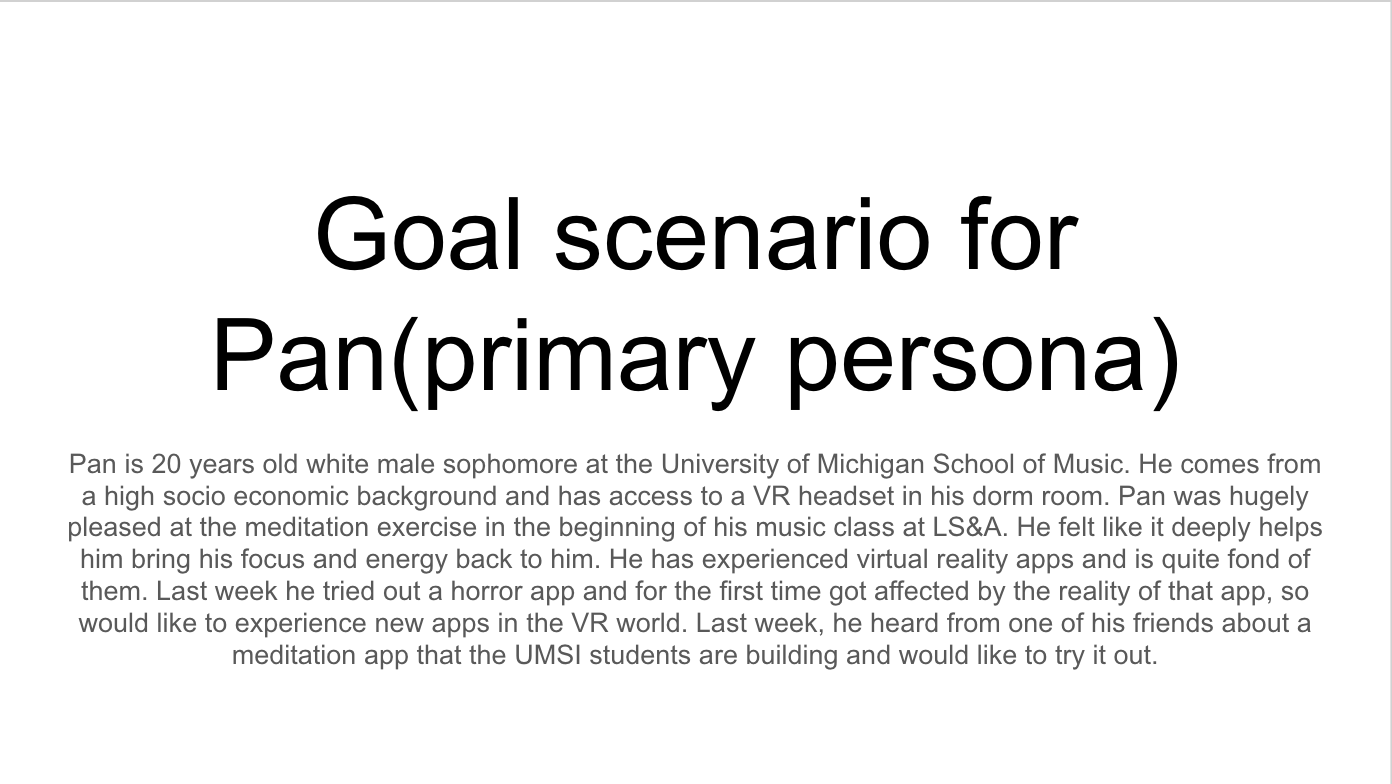 Goal scenario for
Pan(primary persona)
Pan is 20 years old white male sophomore at the University of Michigan School of Music. He comes from
a high socio economic background and has access to a VR headset in his dorm room. Pan was hugely
pleased at the meditation exercise in the beginning of his music class at LS&A. He felt like it deeply helps
him bring his focus and energy back to him. He has experienced virtual reality apps and is quite fond of
them. Last week he tried out a horror app and for the first time got affected by the reality of that app, so
would like to experience new apps in the VR world. Last week, he heard from one of his friends about a
meditation app that the UMSI students are building and would like to try it out.